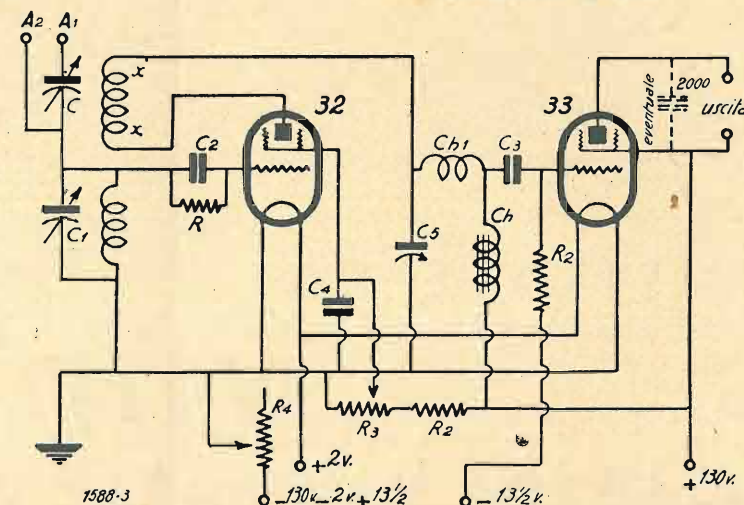 A2 A1
C
x
x
32
33
eventuale
2000
uscita
C2
R
C1
Ch1
C3
Ch
C5
R2
C4
R4
R3
R2
+2v.
-130v-2v.+13½
-13½v.
+130v.
1588-3